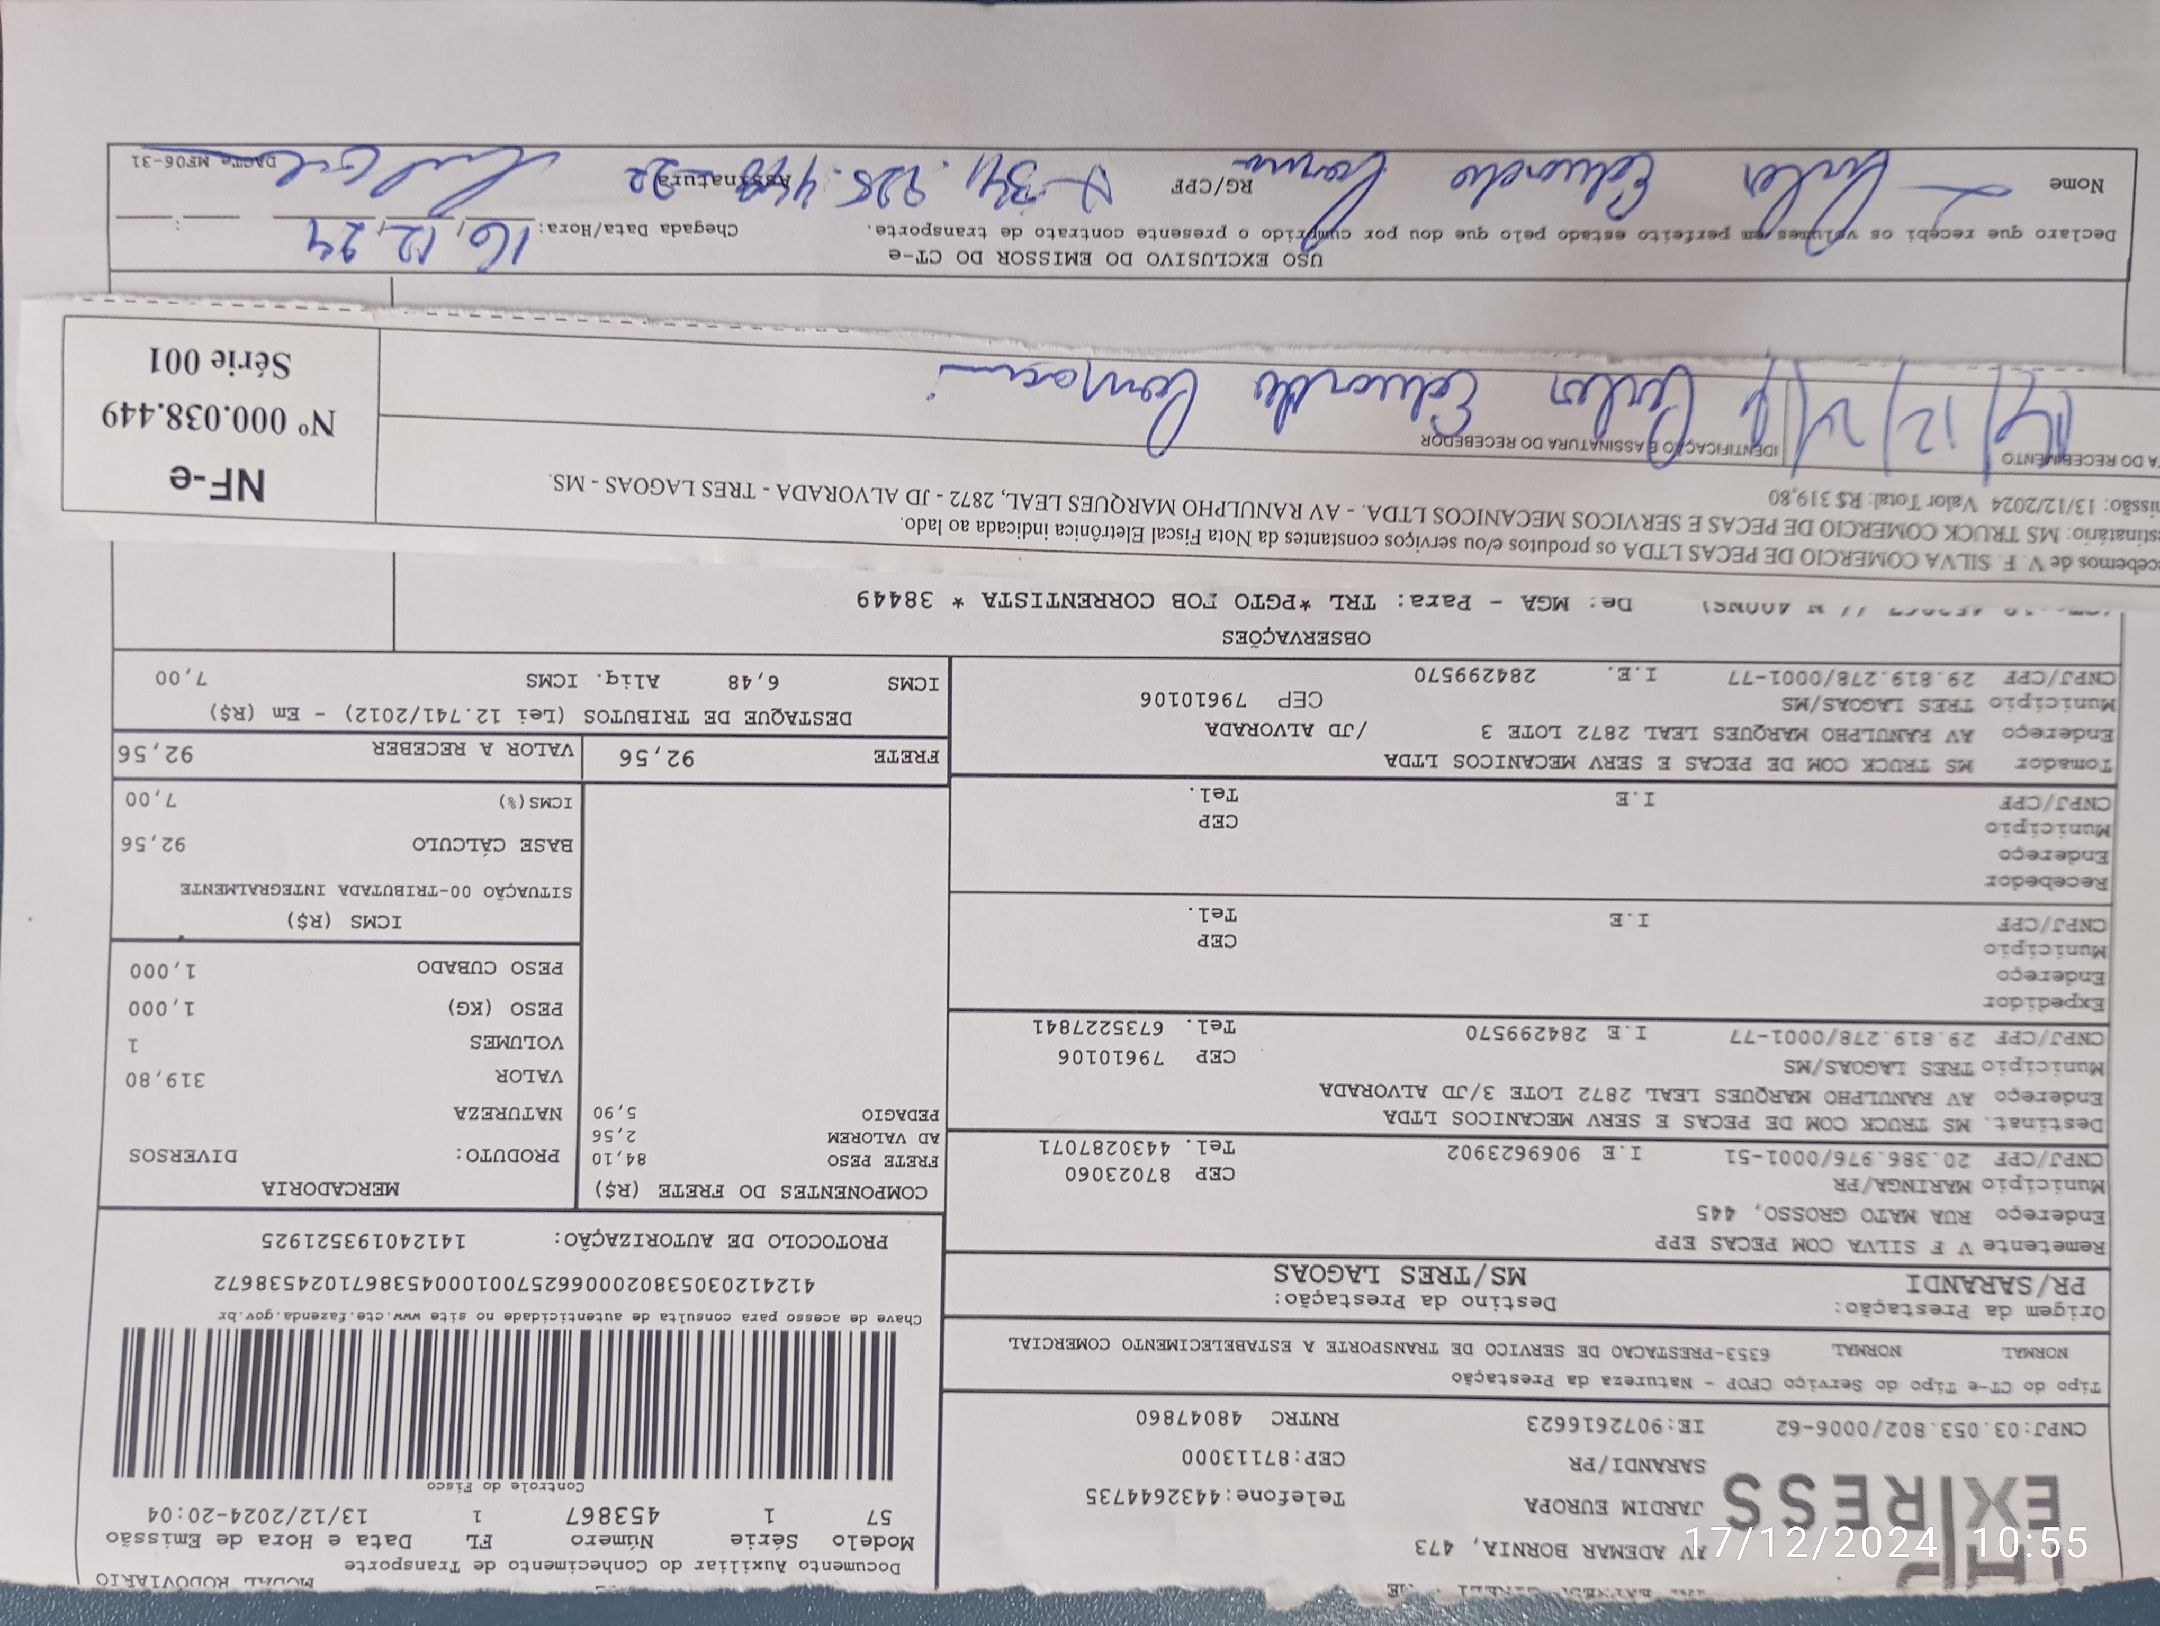 MODAL RODOVIARIO
Documento Auxiliar do Conhecimento de Transporte
EX RESS
AV ADEMAR BORNIA, 473
JARDIM EUROPA
Telefone:4432644735
SARANDI/PR
CEP:87113000
CNPJ:03.053.802/0006-62 IE:9072616623 RNTRC 48047860
Modelo Série Número FL Data e Hora de Emissão
57 1 453867 1 13/12/2024-20:04
Controle do Fisco
Tipo do CT-e Tipo do Serviço CFOP - Natureza da Prestação
NORMAL NORMAL 6353-PRESTACAO DE SERVICO DE TRANSPORTE A ESTABELECIMENTO COMERCIAL
Chave de acesso para consulta de autenticidade no site www.cte.fazenda.gov.br
41241203053802000662570010004538671024538672
PROTOCOLO DE AUTORIZAÇÃO: 141240193521925
Origem da Prestação: Destino da Prestação:
PR/SARANDI MS/TRES LAGOAS
Remetente V F SILVA COM PECAS EPP
Endereço RUA MATO GROSSO, 445
Município MARINGA/PR CEP 87023060
CNPJ/CPF 20.386.976/0001-51 I.E 9069623902 Tel. 4430287071
Destinat. MS TRUCK COM DE PECAS E SERV MECANICOS LTDA
Endereço AV RANULPHO MARQUES LEAL 2872 LOTE 3/JD ALVORADA
Município TRES LAGOAS/MS CEP 79610106
CNPJ/CPF 29.819.278/0001-77 I.E 284299570 Tel. 6735227841
Expedidor
Endereço
Município CEP
CNPJ/CPF I.E Tel.
Recebedor
Endereço
Município CEP
CNPJ/CPF I.E Tel.
Tomador MS TRUCK COM DE PECAS E SERV MECANICOS LTDA
Endereço AV RANULPHO MARQUES LEAL 2872 LOTE 3 /JD ALVORADA
Município TRES LAGOAS/MS CEP 79610106
CNPJ/CPF 29.819.278/0001-77 I.E. 284299570
COMPONENTES DO FRETE (R$)
FRETE PESO 84,10
AD VALOREM 2,56
PEDAGIO 5,90
MERCADORIA
PRODUTO: DIVERSOS
NATUREZA
VALOR 319,80
VOLUMES 1
PESO (KG) 1,000
PESO CUBADO 1,000
ICMS (R$)
SITUAÇÃO 00-TRIBUTADA INTEGRALMENTE
BASE CÁLCULO 92,56
ICMS(%) 7,00
FRETE 92,56 VALOR A RECEBER 92,56
DESTAQUE DE TRIBUTOS (Lei 12.741/2012) - Em (R$)
ICMS 6,48 Aliq. ICMS 7,00
OBSERVAÇÕES
De: MGA - Para: TRL *PGTO FOB CORRENTISTA * 38449
cebemos de V. F. SILVA COMERCIO DE PECAS LTDA os produtos e/ou serviços constantes da Nota Fiscal Eletrônica indicada ao lado.
stinatário: MS TRUCK COMERCIO DE PECAS E SERVICOS MECANICOS LTDA. - AV RANULPHO MARQUES LEAL, 2872 - JD ALVORADA - TRES LAGOAS - MS.
issão: 13/12/2024 Valor Total: R$ 319,80
TA DO RECEBIMENTO
IDENTIFICAÇÃO E ASSINATURA DO RECEBEDOR
Eduardo
NF-e
Nº 000.038.449
Série 001
USO EXCLUSIVO DO EMISSOR DO CT-e
Declaro que recebi os volumes em perfeito estado pelo que dou por cumprido o presente contrato de transporte.
Chegada Data/Hora: 16,12,24
Nome Eduardo RG/CPF Assinatura
DACTE MF06-31
17/12/2024 10:55